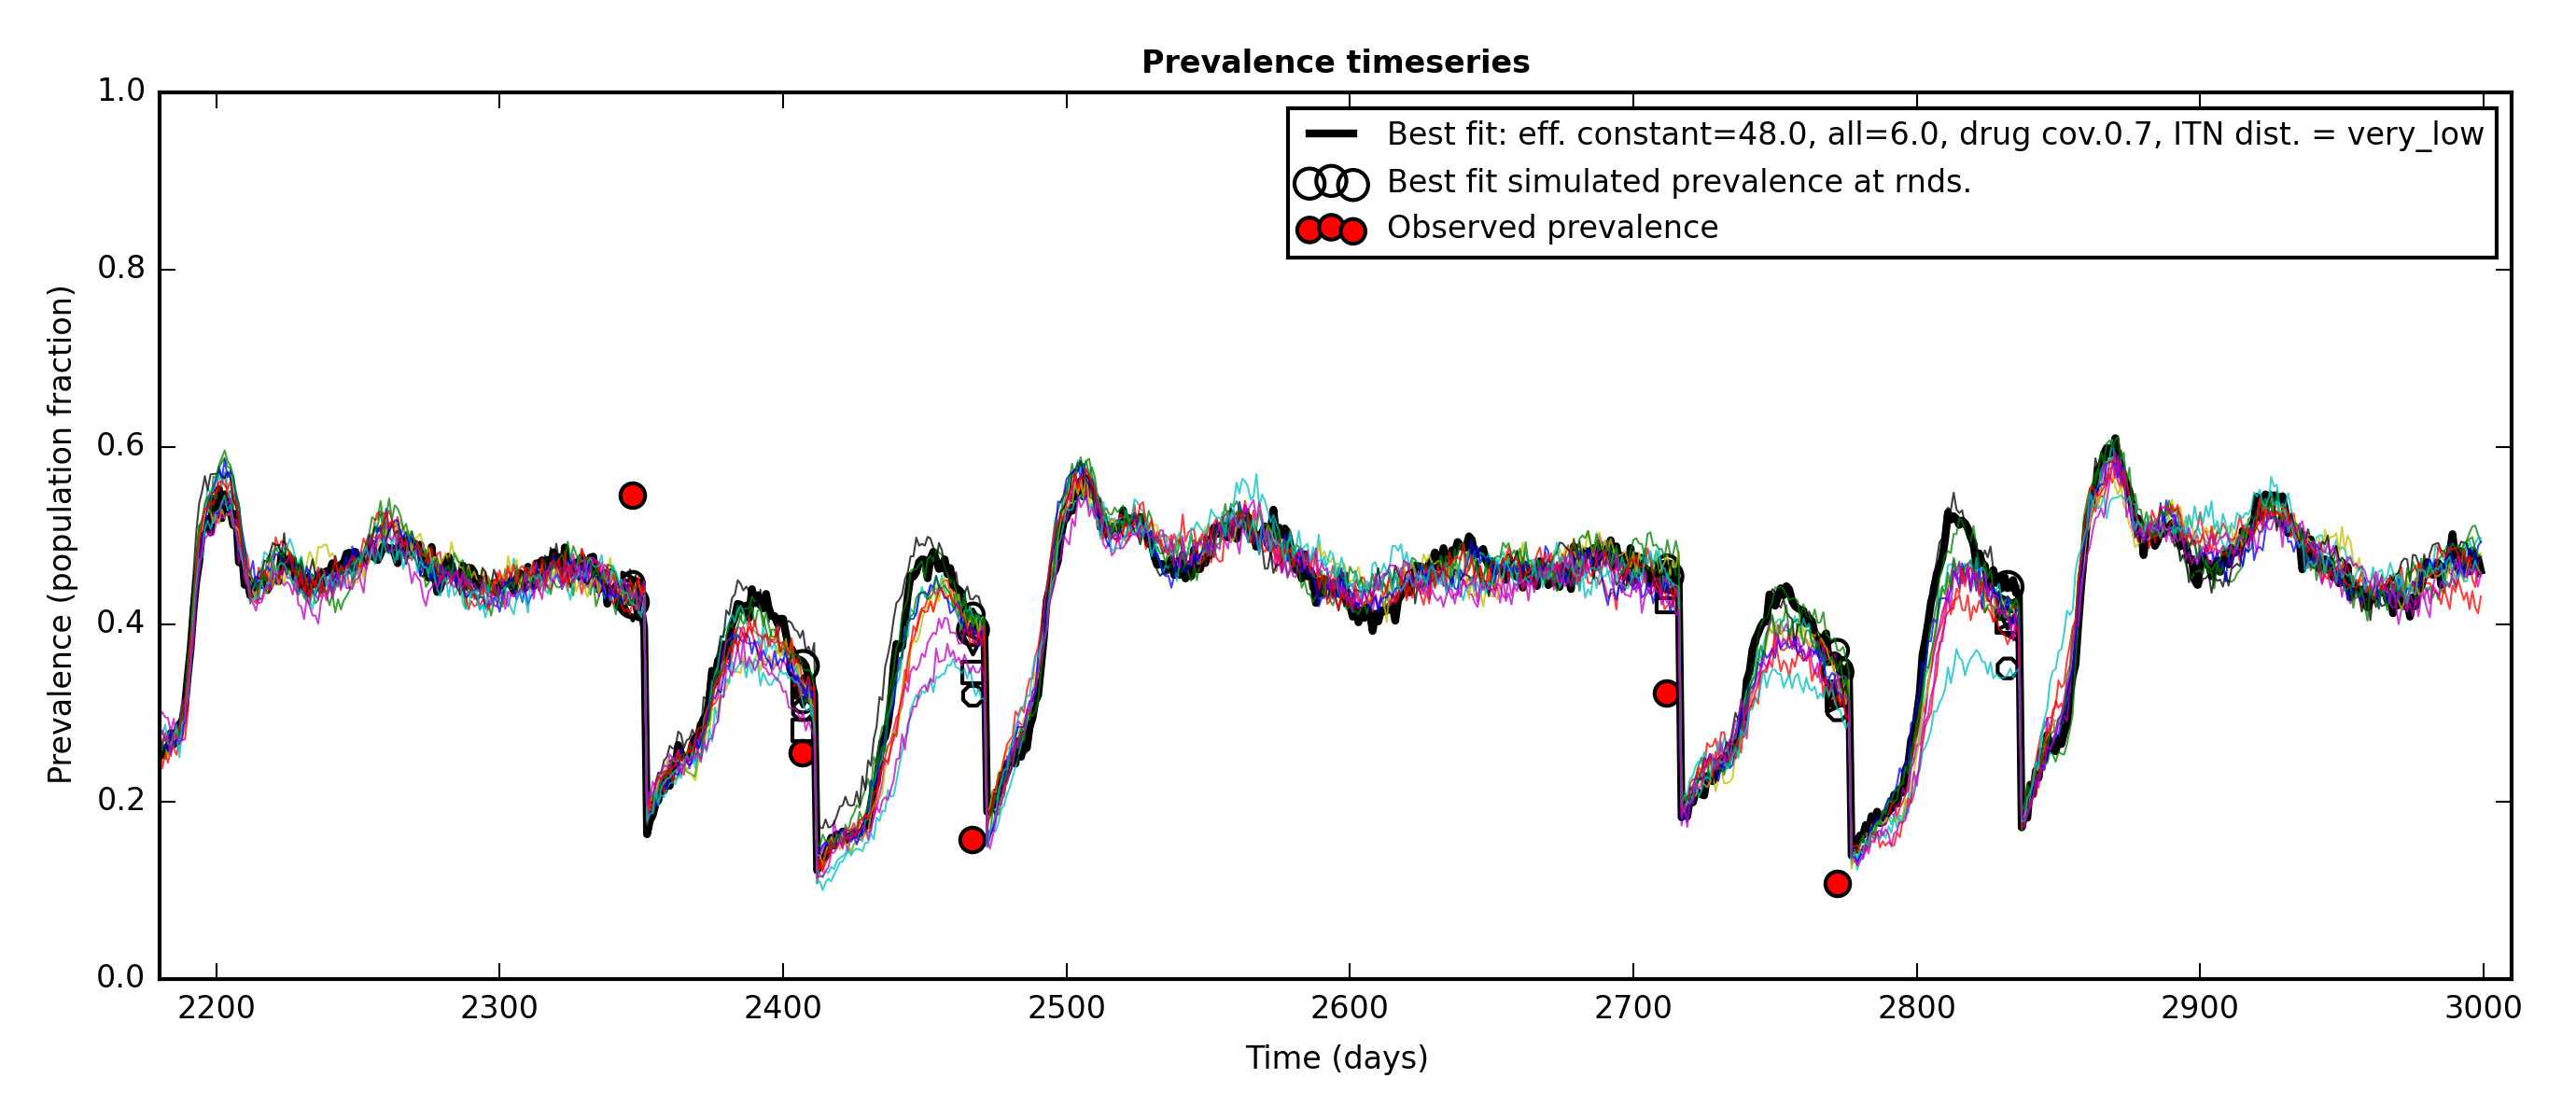 Prevalence timeseries
Best fit: eff. constant=48.0, all=6.0, drug cov.0.7, ITN dist. = very_low
Best fit simulated prevalence at rnds.
Observed prevalence
Prevalence (population fraction)
1.0
0.8
0.6
0.4
0.2
0.0
2200 2300 2400 2500 2600 2700 2800 2900 3000
Time (days)